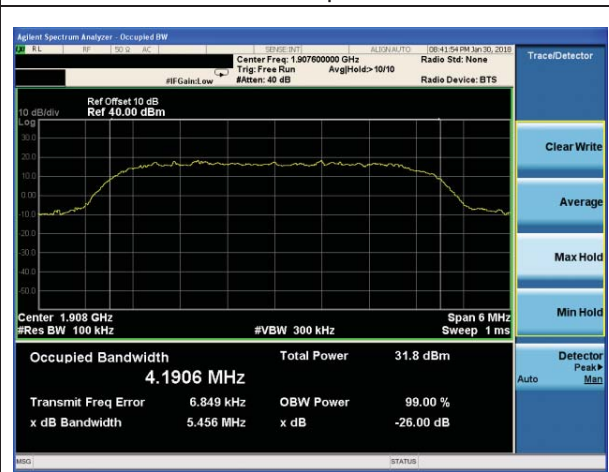 Agilent Spectrum Analyzer - Occupied BW
RL RF 50 Ω AC SENSE:INT ALIGN AUTO 08:41:54 PM Jan 30, 2018
Center Freq: 1.907600000 GHz Radio Std: None
Trig: Free Run Avg|Hold:>10/10
#IFGain:Low #Atten: 40 dB Radio Device: BTS
Trace/Detector
Ref Offset 10 dB
10 dB/div Ref 40.00 dBm
Log
30.0
20.0
10.0
0.00
-10.0
-20.0
-30.0
-40.0
-50.0
Center 1.908 GHz Span 6 MHz
#Res BW 100 kHz #VBW 300 kHz Sweep 1 ms
Occupied Bandwidth Total Power 31.8 dBm
4.1906 MHz
Transmit Freq Error 6.849 kHz OBW Power 99.00 %
x dB Bandwidth 5.456 MHz x dB -26.00 dB
Clear Write
Average
Max Hold
Min Hold
Detector
Peak▶
Auto Man
MSG STATUS